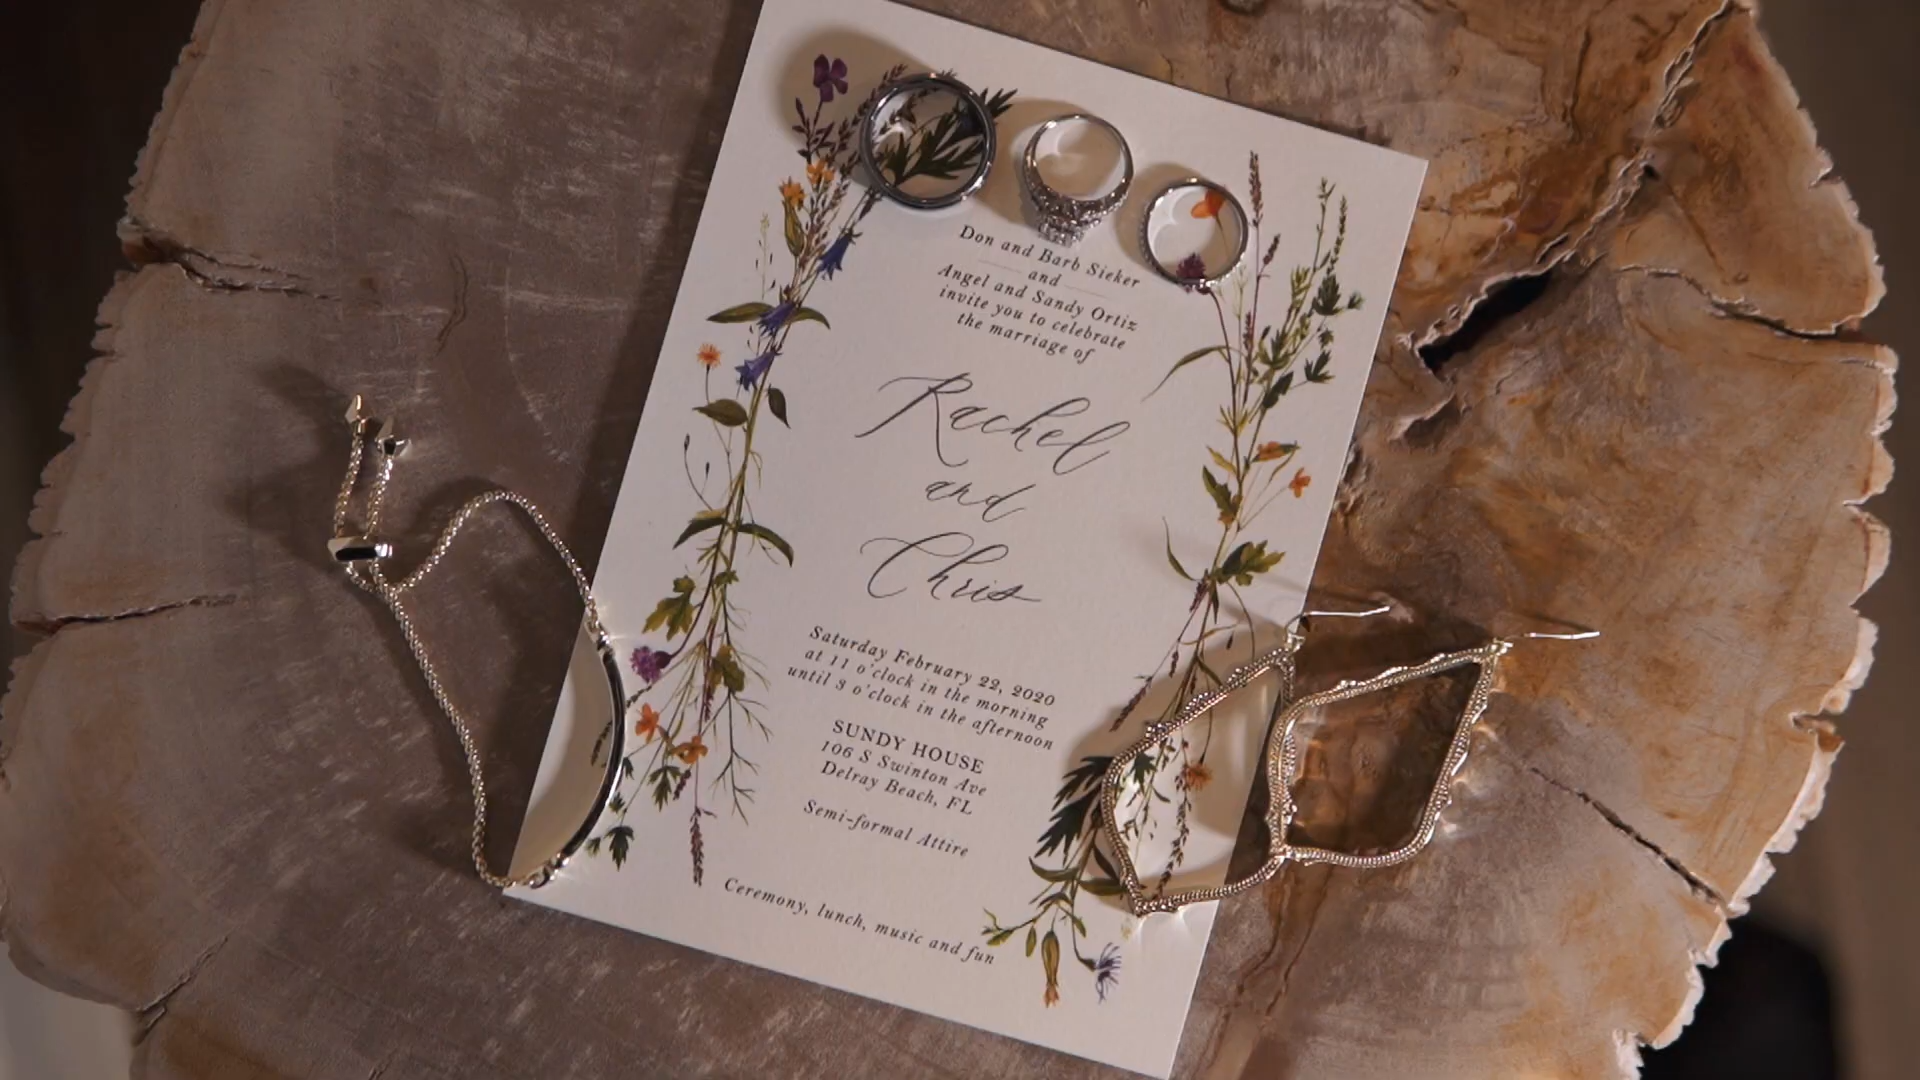 Don and Barb Sieker
and
Angel and Sandy Ortiz
invite you to celebrate
the marriage of
Rachel
and
Chris
Saturday February 22, 2020
at 11 o'clock in the morning
until 3 o'clock in the afternoon
SUNDY HOUSE
106 S Swinton Ave
Delray Beach, FL
Semi-formal Attire
Ceremony, lunch, music and fun